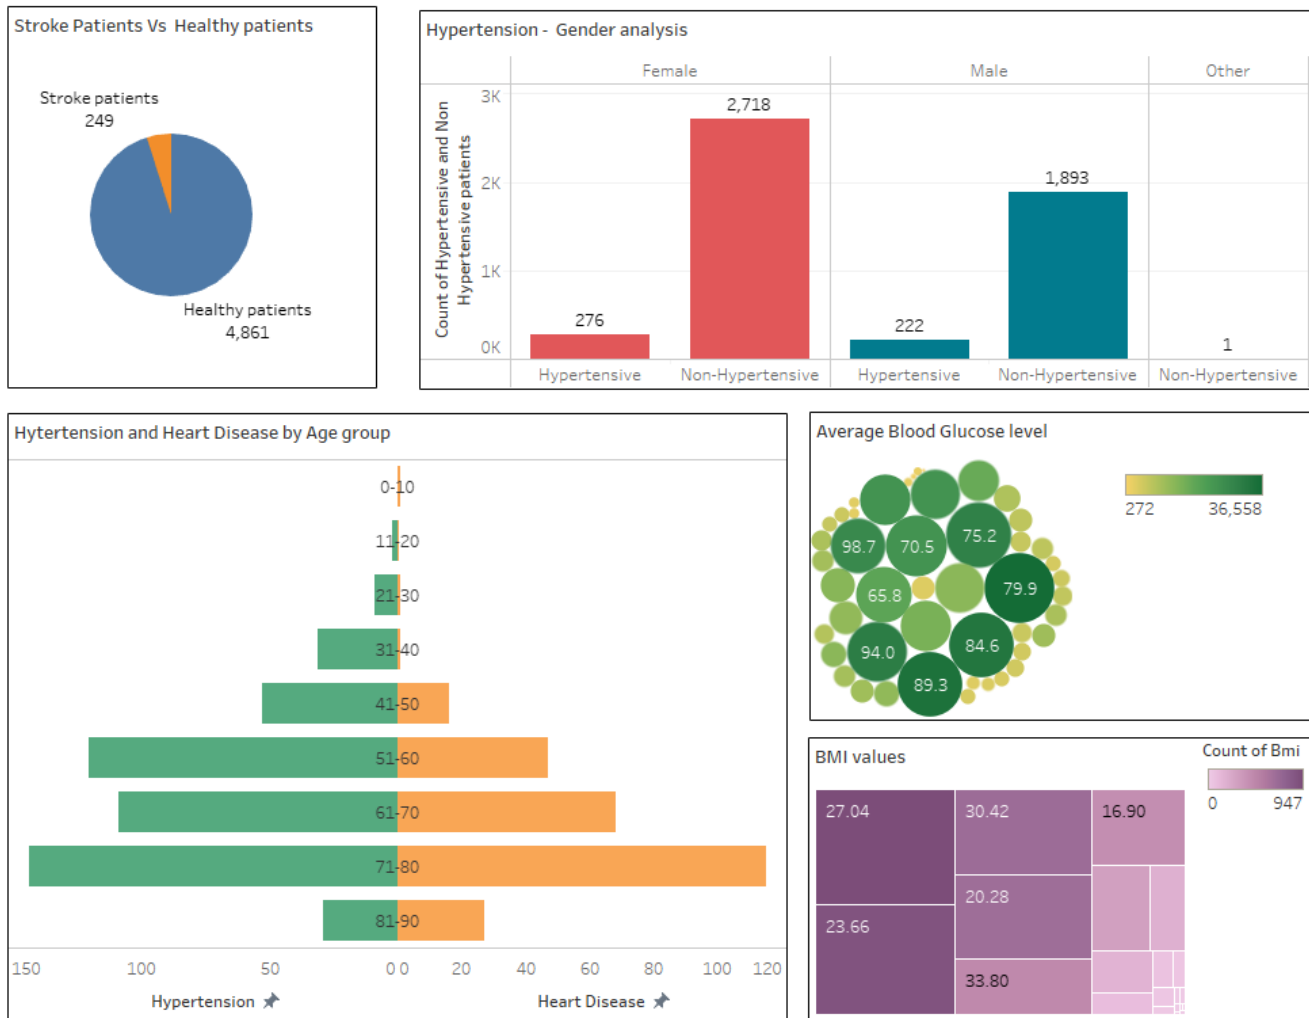 Stroke Patients Vs  Healthy patients
Stroke patients
249
Healthy patients
4,861
Hypertension -  Gender analysis
Female
Male
Other
Count of Hypertensive and Non
Hypertensive patients
3K
2K
1K
0K
276
2,718
222
1,893
1
Hypertensive
Non-Hypertensive
Hypertensive
Non-Hypertensive
Non-Hypertensive
Hytertension and Heart Disease by Age group
0-10
11-20
21-30
31-40
41-50
51-60
61-70
71-80
81-90
150 100 50 0 0 20 40 60 80 100 120
Hypertension
Heart Disease
Average Blood Glucose level
272 36,558
98.7
70.5
75.2
65.8
79.9
94.0
84.6
89.3
BMI values
Count of Bmi
0 947
27.04
30.42
16.90
23.66
20.28
33.80